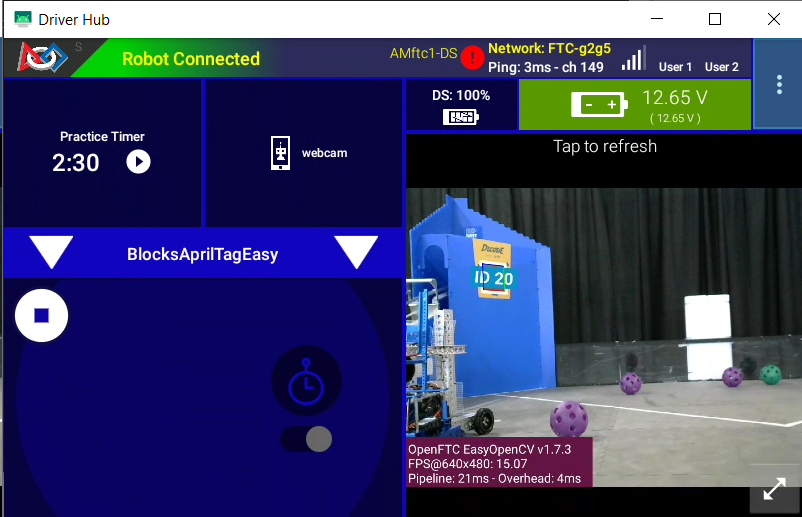 Driver Hub
S
Robot Connected
AMftc1-DS
Network: FTC-g2g5
Ping: 3ms - ch 149
User 1
User 2
Practice Timer
2:30
webcam
DS: 100%
12.65 V
( 12.65 V )
Tap to refresh
BlocksAprilTagEasy
DECODE
ID 20
OpenFTC EasyOpenCV v1.7.3
FPS@640x480: 15.07
Pipeline: 21ms - Overhead: 4ms